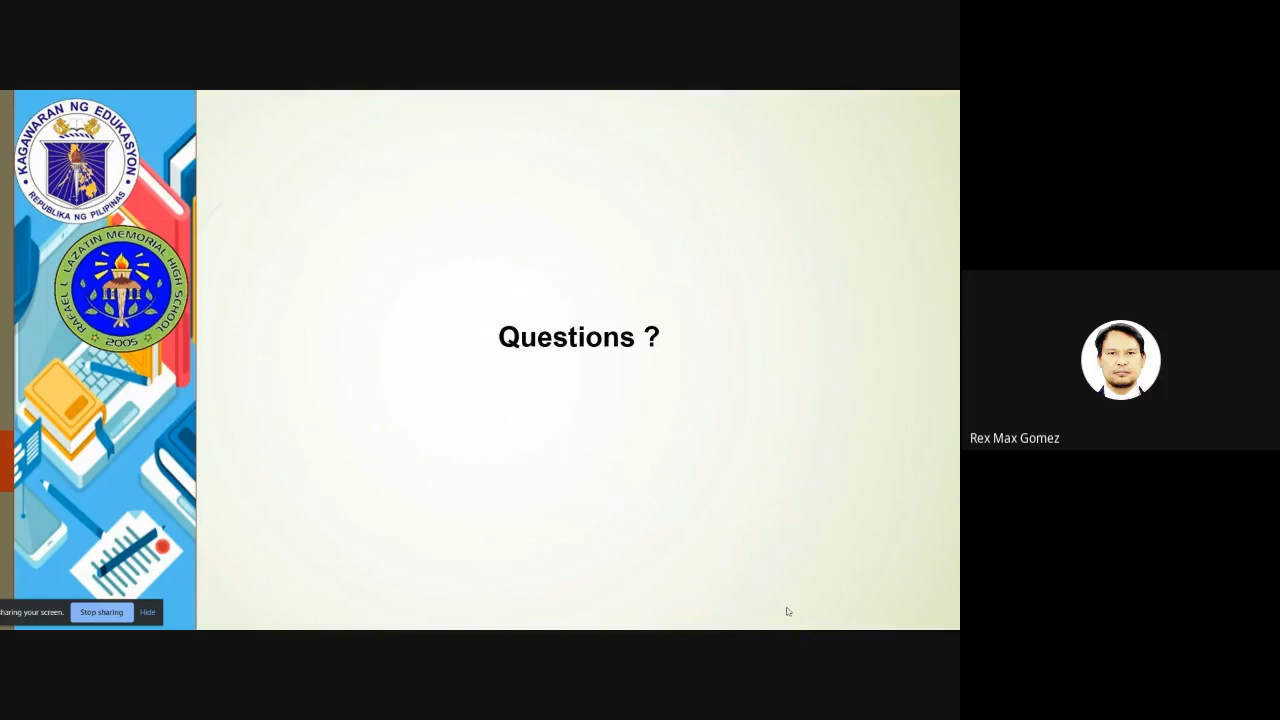 KAGAWARAN NG EDUKASYON
REPUBLIKA NG PILIPINAS
RAFAEL L. LAZATIN MEMORIAL HIGH SCHOOL
2005
Questions ?
Rex Max Gomez
haring your screen.
Stop sharing
Hide